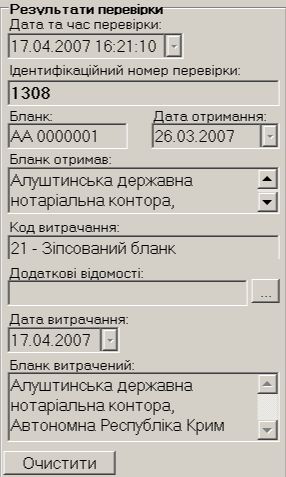 Результати перевірки
Дата та час перевірки:
17.04.2007 16:21:10
Ідентифікаційний номер перевірки:
1308
Бланк: Дата отримання:
АА 0000001 26.03.2007
Бланк отримав:
Алуштинська державна
нотаріальна контора,
Код витрачання:
21 - Зіпсований бланк
Додаткові відомості:
...
Дата витрачання:
17.04.2007
Бланк витрачений:
Алуштинська державна
нотаріальна контора,
Автономна Республіка Крим
Очистити